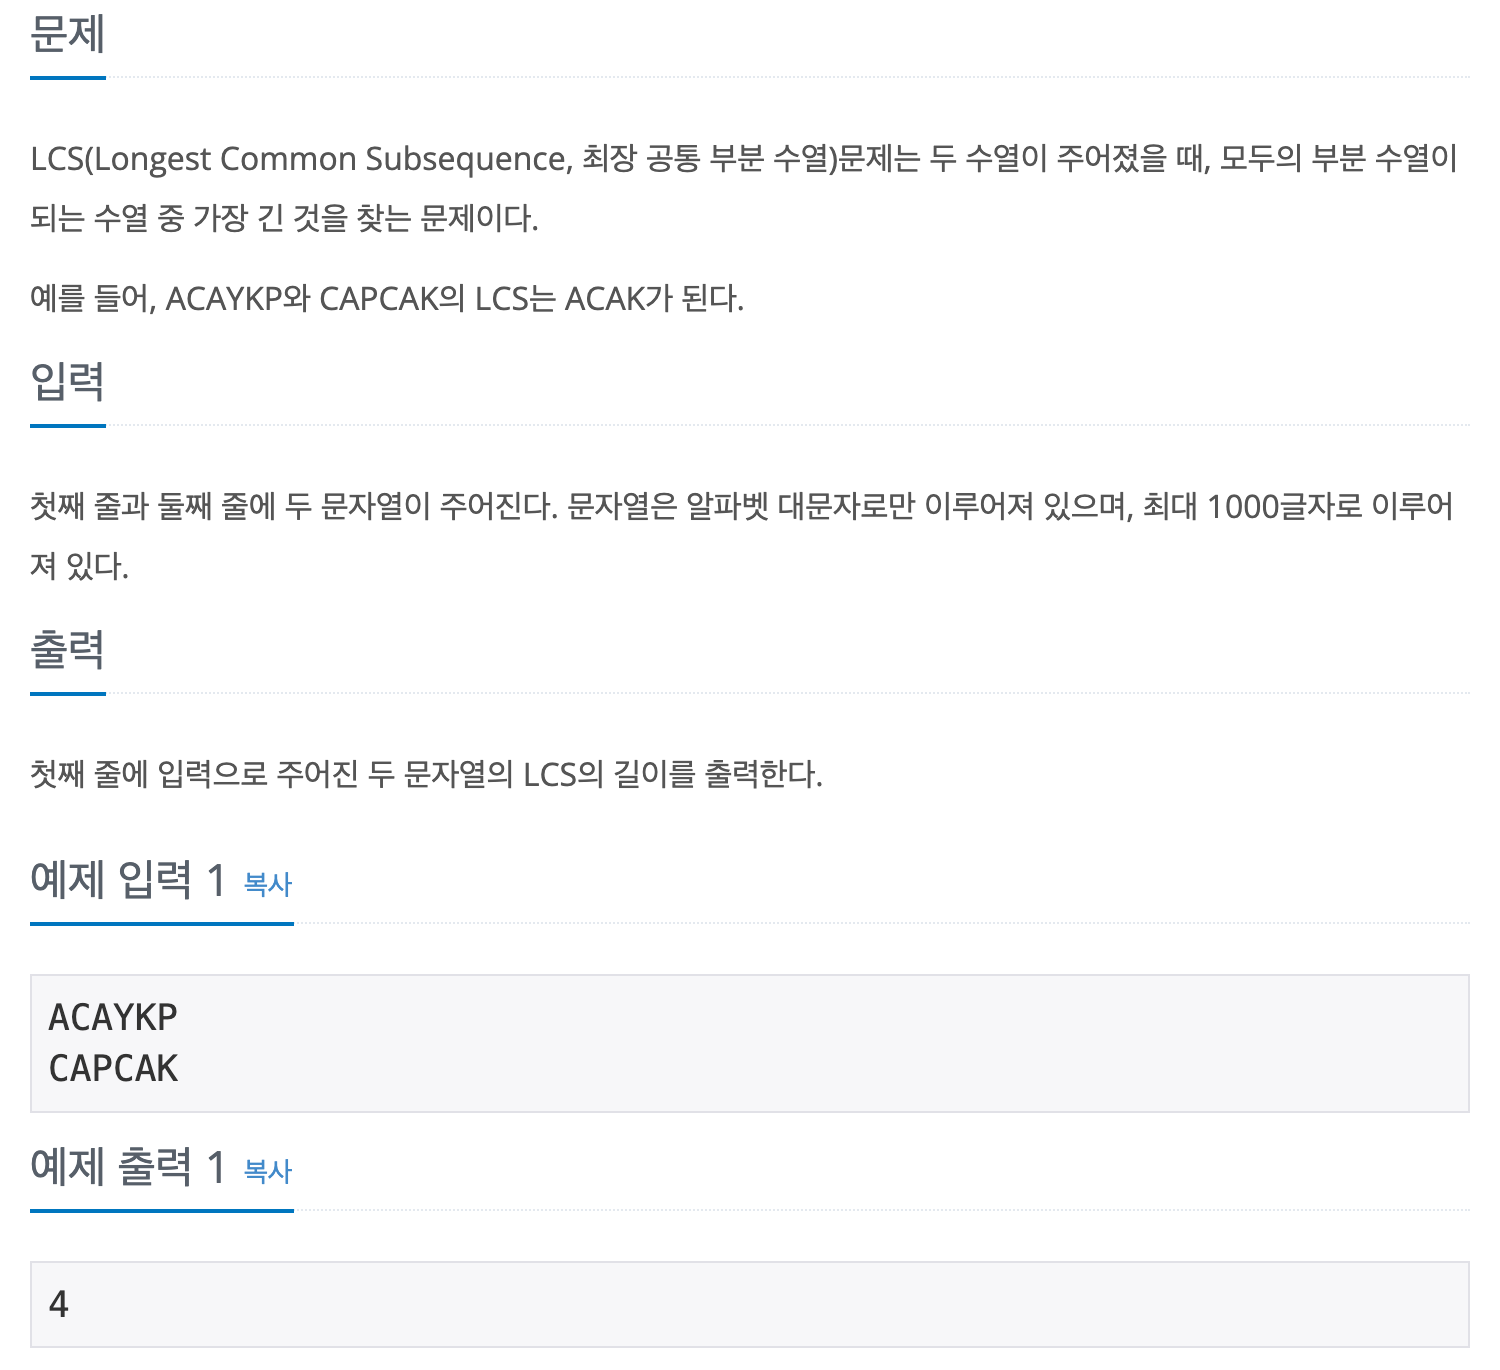 문제
LCS(Longest Common Subsequence, 최장 공통 부분 수열)문제는 두 수열이 주어졌을 때, 모두의 부분 수열이
되는 수열 중 가장 긴 것을 찾는 문제이다.
예를 들어, ACAYKP와 CAPCAK의 LCS는 ACAK가 된다.
입력
첫째 줄과 둘째 줄에 두 문자열이 주어진다. 문자열은 알파벳 대문자로만 이루어져 있으며, 최대 1000글자로 이루어
져 있다.
출력
첫째 줄에 입력으로 주어진 두 문자열의 LCS의 길이를 출력한다.
예제 입력 1 복사
ACAYKP
CAPCAK
예제 출력 1 복사
4